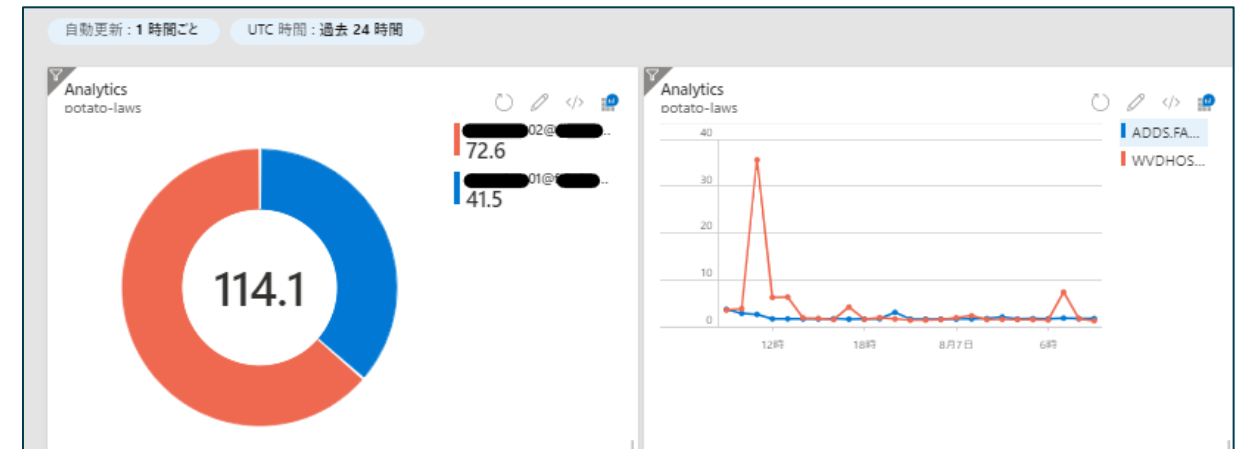 自動更新 : 1 時間ごと
UTC 時間 : 過去 24 時間
Analytics
potato-laws
02@ ..
72.6
01@ ..
41.5
114.1
Analytics
potato-laws
ADDS.FA...
WVDHOS...
40
30
20
10
0
12時
18時
8月7日
6時